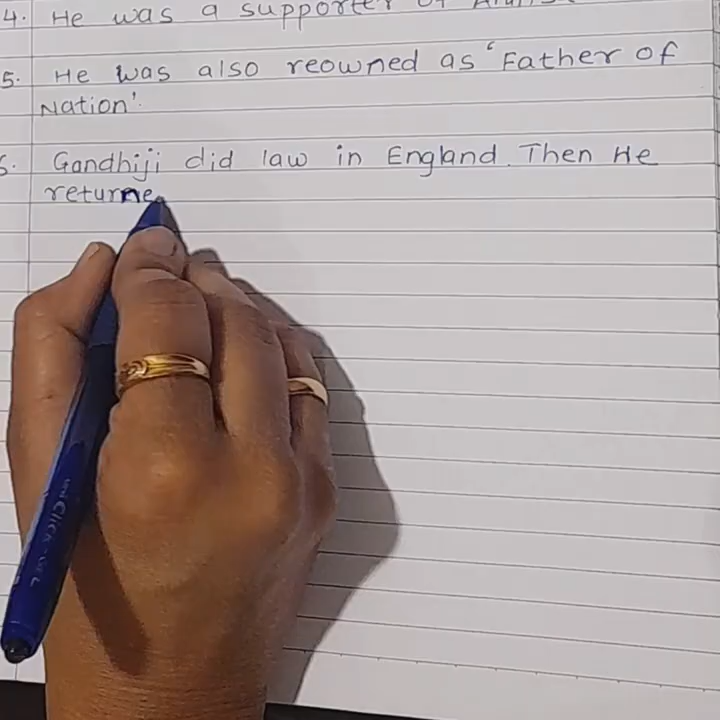 4. He was a supporter of
5. He was also reowned as 'Father of
Nation'.
6. Gandhiji did law in England. Then He
returne